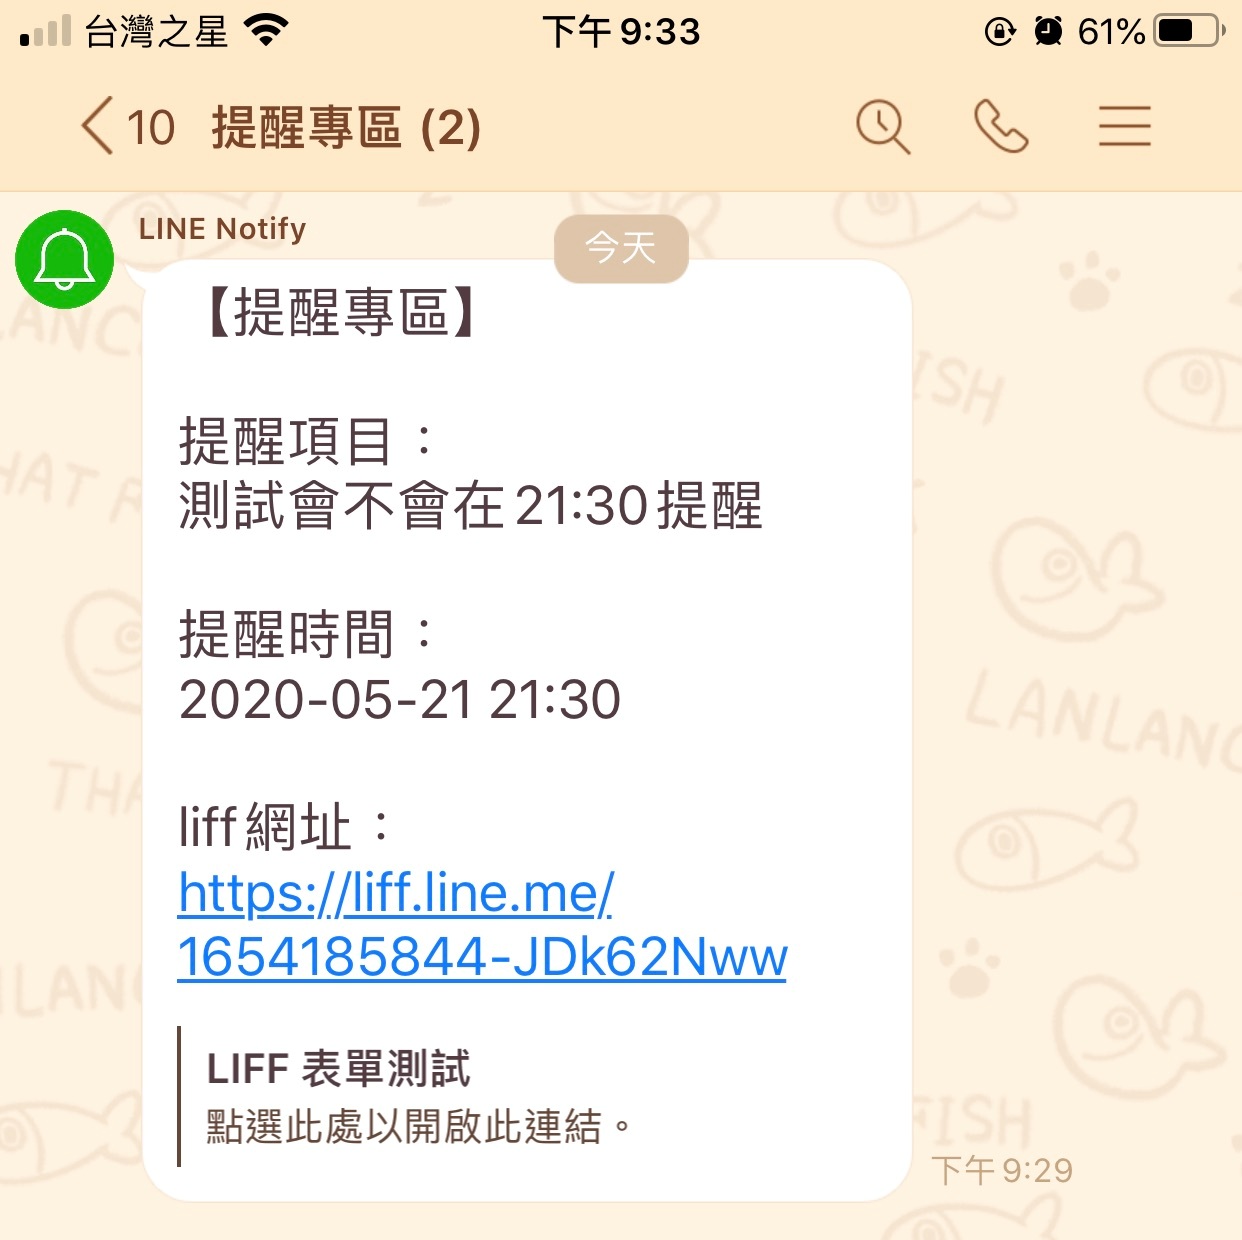 台灣之星 下午 9:33 61%
10 提醒專區 (2)
LINE Notify
今天
【提醒專區】
提醒項目：
測試會不會在21:30提醒
提醒時間：
2020-05-21 21:30
liff網址：
https://liff.line.me/
1654185844-JDk62Nww
LIFF 表單測試
點選此處以開啟此連結。
下午 9:29